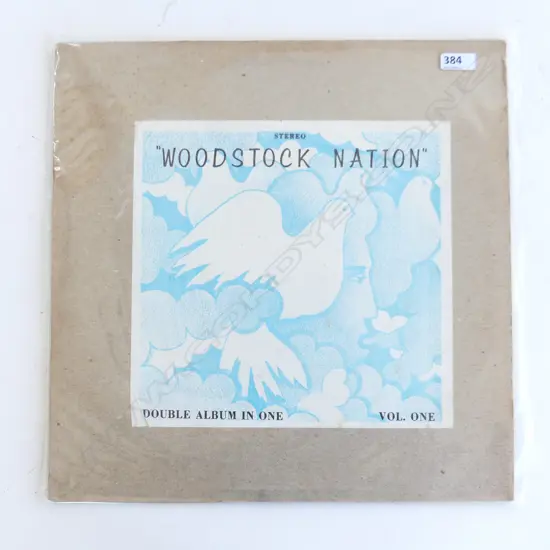 384
STEREO
"WOODSTOCK NATION"
DOUBLE ALBUM IN ONE VOL. ONE